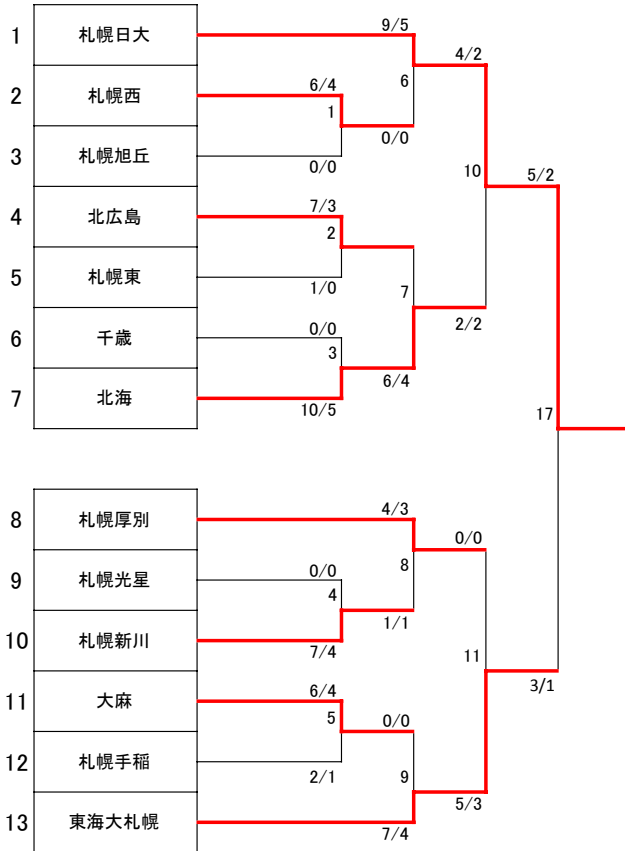 9/5
1 札幌日大 4/2
6/4 6
2 札幌西
1
0/0
3 札幌旭丘
0/0 10 5/2
7/3
4 北広島
2
5 札幌東
1/0 7
0/0 2/2
6 千歳
3
6/4
7 北海
10/5 17
4/3
8 札幌厚別 0/0
0/0 8
9 札幌光星
4
1/1
10 札幌新川
7/4 11
6/4 3/1
11 大麻
5 0/0
12 札幌手稲
2/1 9
5/3
13 東海大札幌
7/4